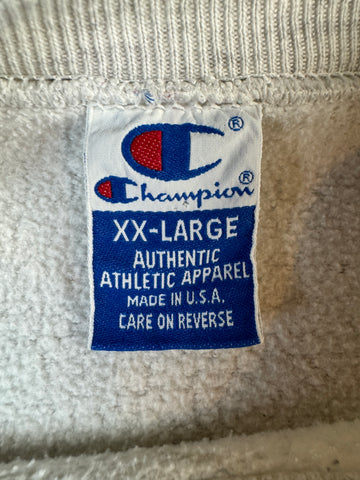 ®
Champion®
XX-LARGE
AUTHENTIC
ATHLETIC APPAREL
MADE IN U.S.A.
CARE ON REVERSE